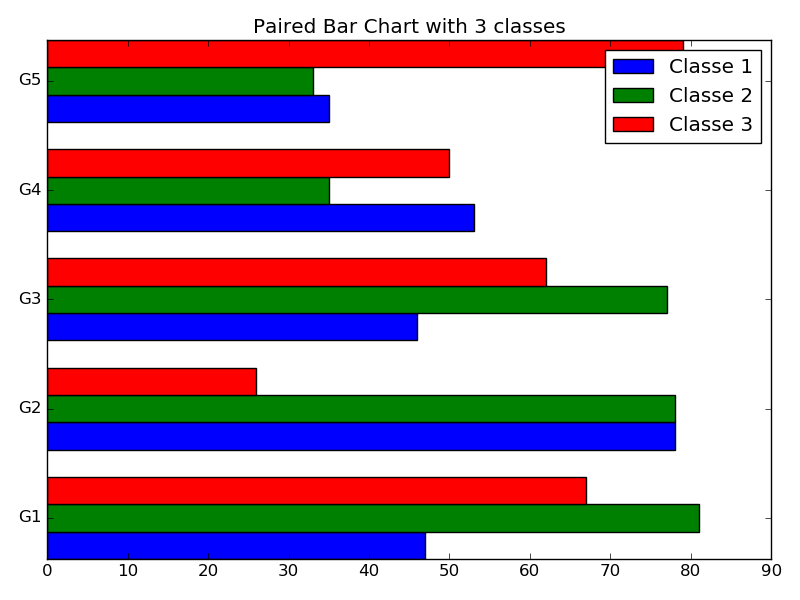 Paired Bar Chart with 3 classes
Classe 1
Classe 2
Classe 3
G5
G4
G3
G2
G1
0 10 20 30 40 50 60 70 80 90